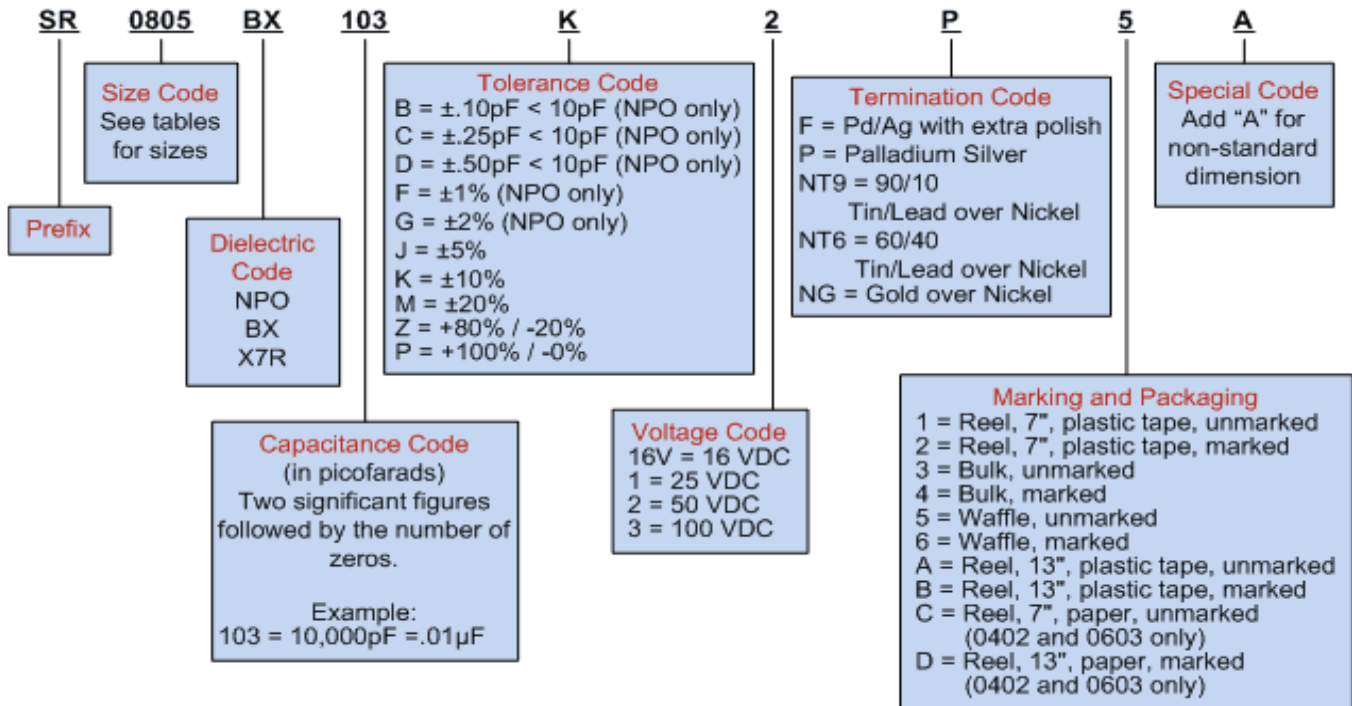 SR 0805 BX 103 K 2 P 5 A
Prefix
Size Code
See tables
for sizes
Dielectric
Code
NPO
BX
X7R
Capacitance Code
(in picofarads)
Two significant figures
followed by the number of
zeros.
Example:
103 = 10,000pF =.01µF
Tolerance Code
B = ±.10pF < 10pF (NPO only)
C = ±.25pF < 10pF (NPO only)
D = ±.50pF < 10pF (NPO only)
F = ±1% (NPO only)
G = ±2% (NPO only)
J = ±5%
K = ±10%
M = ±20%
Z = +80% / -20%
P = +100% / -0%
Voltage Code
16V = 16 VDC
1 = 25 VDC
2 = 50 VDC
3 = 100 VDC
Termination Code
F = Pd/Ag with extra polish
P = Palladium Silver
NT9 = 90/10
Tin/Lead over Nickel
NT6 = 60/40
Tin/Lead over Nickel
NG = Gold over Nickel
Marking and Packaging
1 = Reel, 7", plastic tape, unmarked
2 = Reel, 7", plastic tape, marked
3 = Bulk, unmarked
4 = Bulk, marked
5 = Waffle, unmarked
6 = Waffle, marked
A = Reel, 13", plastic tape, unmarked
B = Reel, 13", plastic tape, marked
C = Reel, 7", paper, unmarked
(0402 and 0603 only)
D = Reel, 13", paper, marked
(0402 and 0603 only)
Special Code
Add “A” for
non-standard
dimension